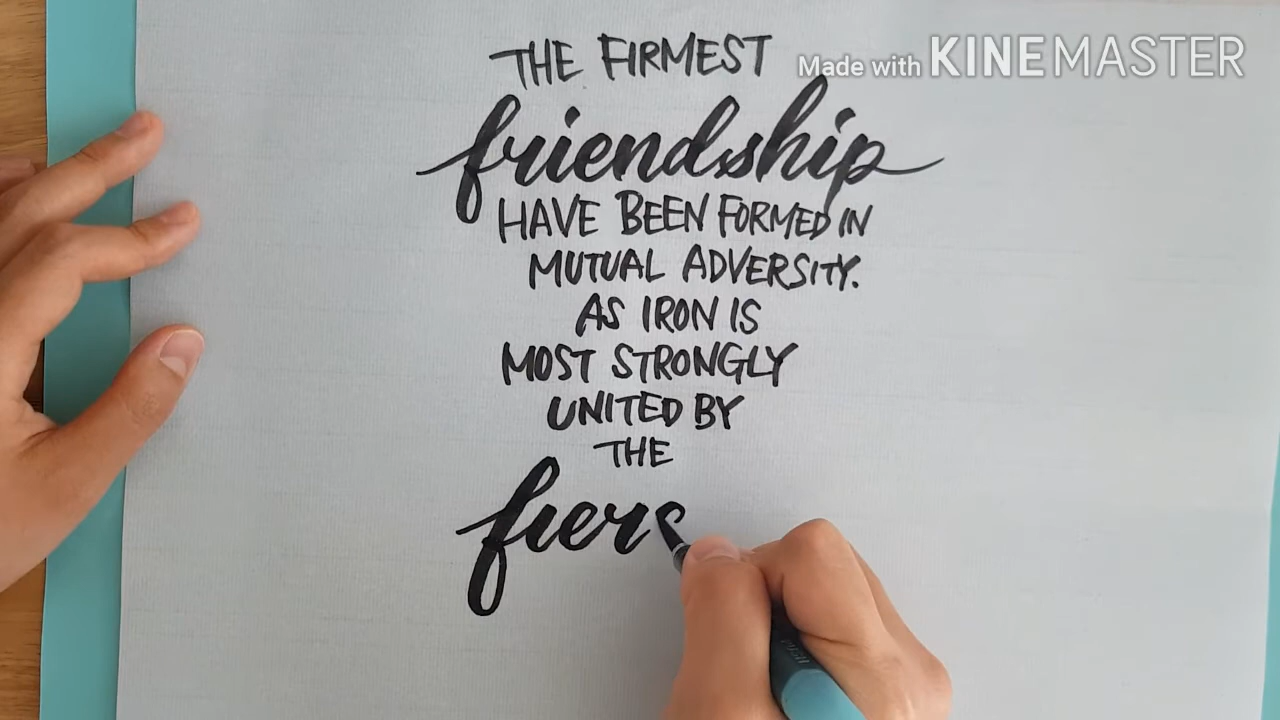 THE FIRMEST
Made with KINEMASTER
friendship
HAVE BEEN FORMED IN
MUTUAL ADVERSITY.
AS IRON IS
MOST STRONGLY
UNITED BY
THE